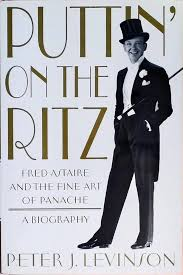 PUTTIN'
ON THE
RITZ
FRED ASTAIRE
AND THE FINE ART
OF PANACHE
A BIOGRAPHY
PETER J. LEVINSON